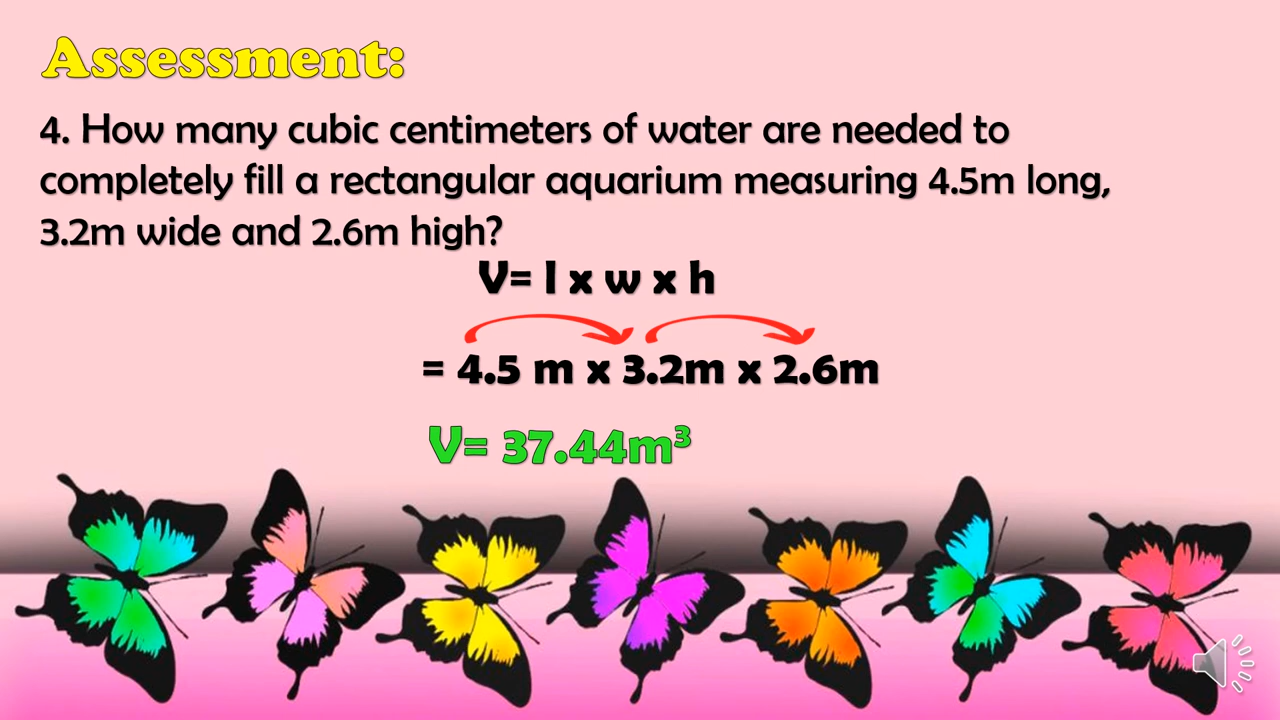 Assessment:
4. How many cubic centimeters of water are needed to
completely fill a rectangular aquarium measuring 4.5m long,
3.2m wide and 2.6m high?
V= l x w x h
= 4.5 m x 3.2m x 2.6m
V= 37.44m³